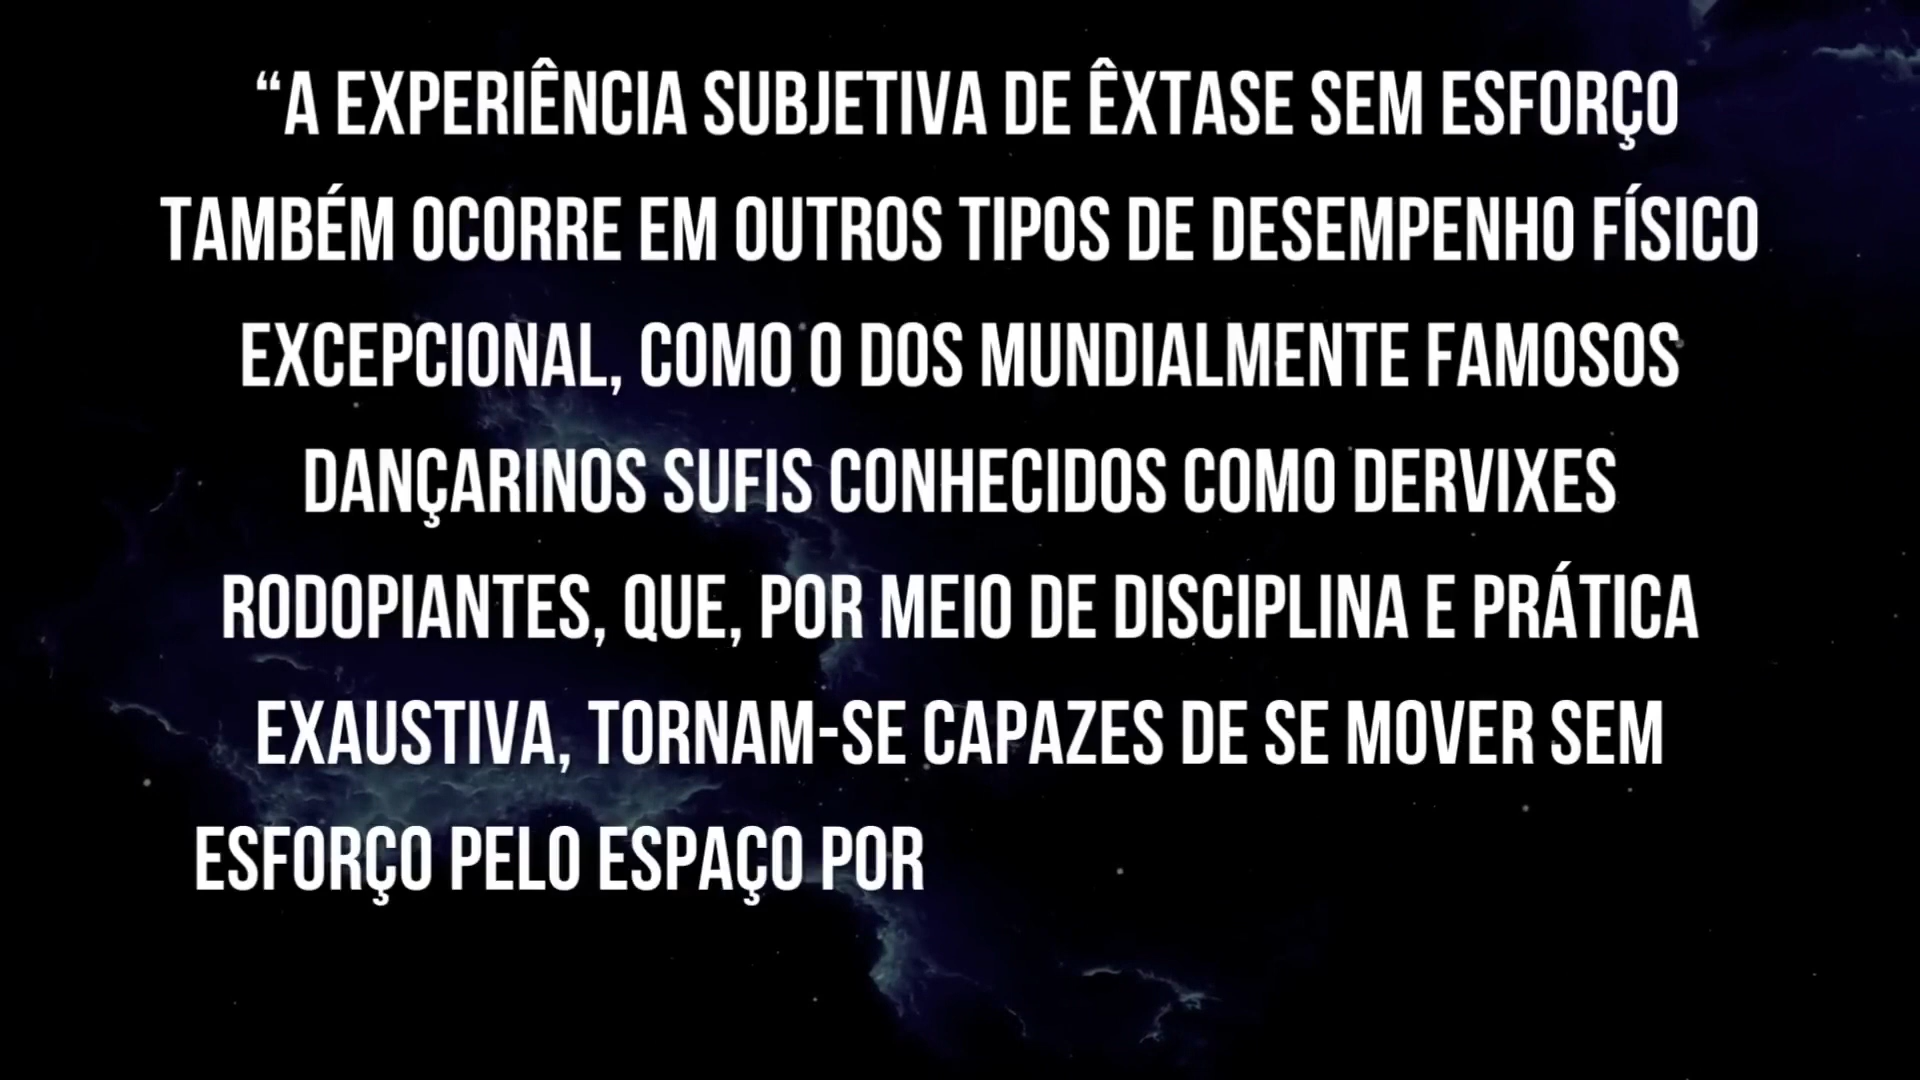 “A EXPERIÊNCIA SUBJETIVA DE ÊXTASE SEM ESFORÇO
TAMBÉM OCORRE EM OUTROS TIPOS DE DESEMPENHO FÍSICO
EXCEPCIONAL, COMO O DOS MUNDIALMENTE FAMOSOS
DANÇARINOS SUFIS CONHECIDOS COMO DERVIXES
RODOPIANTES, QUE, POR MEIO DE DISCIPLINA E PRÁTICA
EXAUSTIVA, TORNAM-SE CAPAZES DE SE MOVER SEM
ESFORÇO PELO ESPAÇO POR